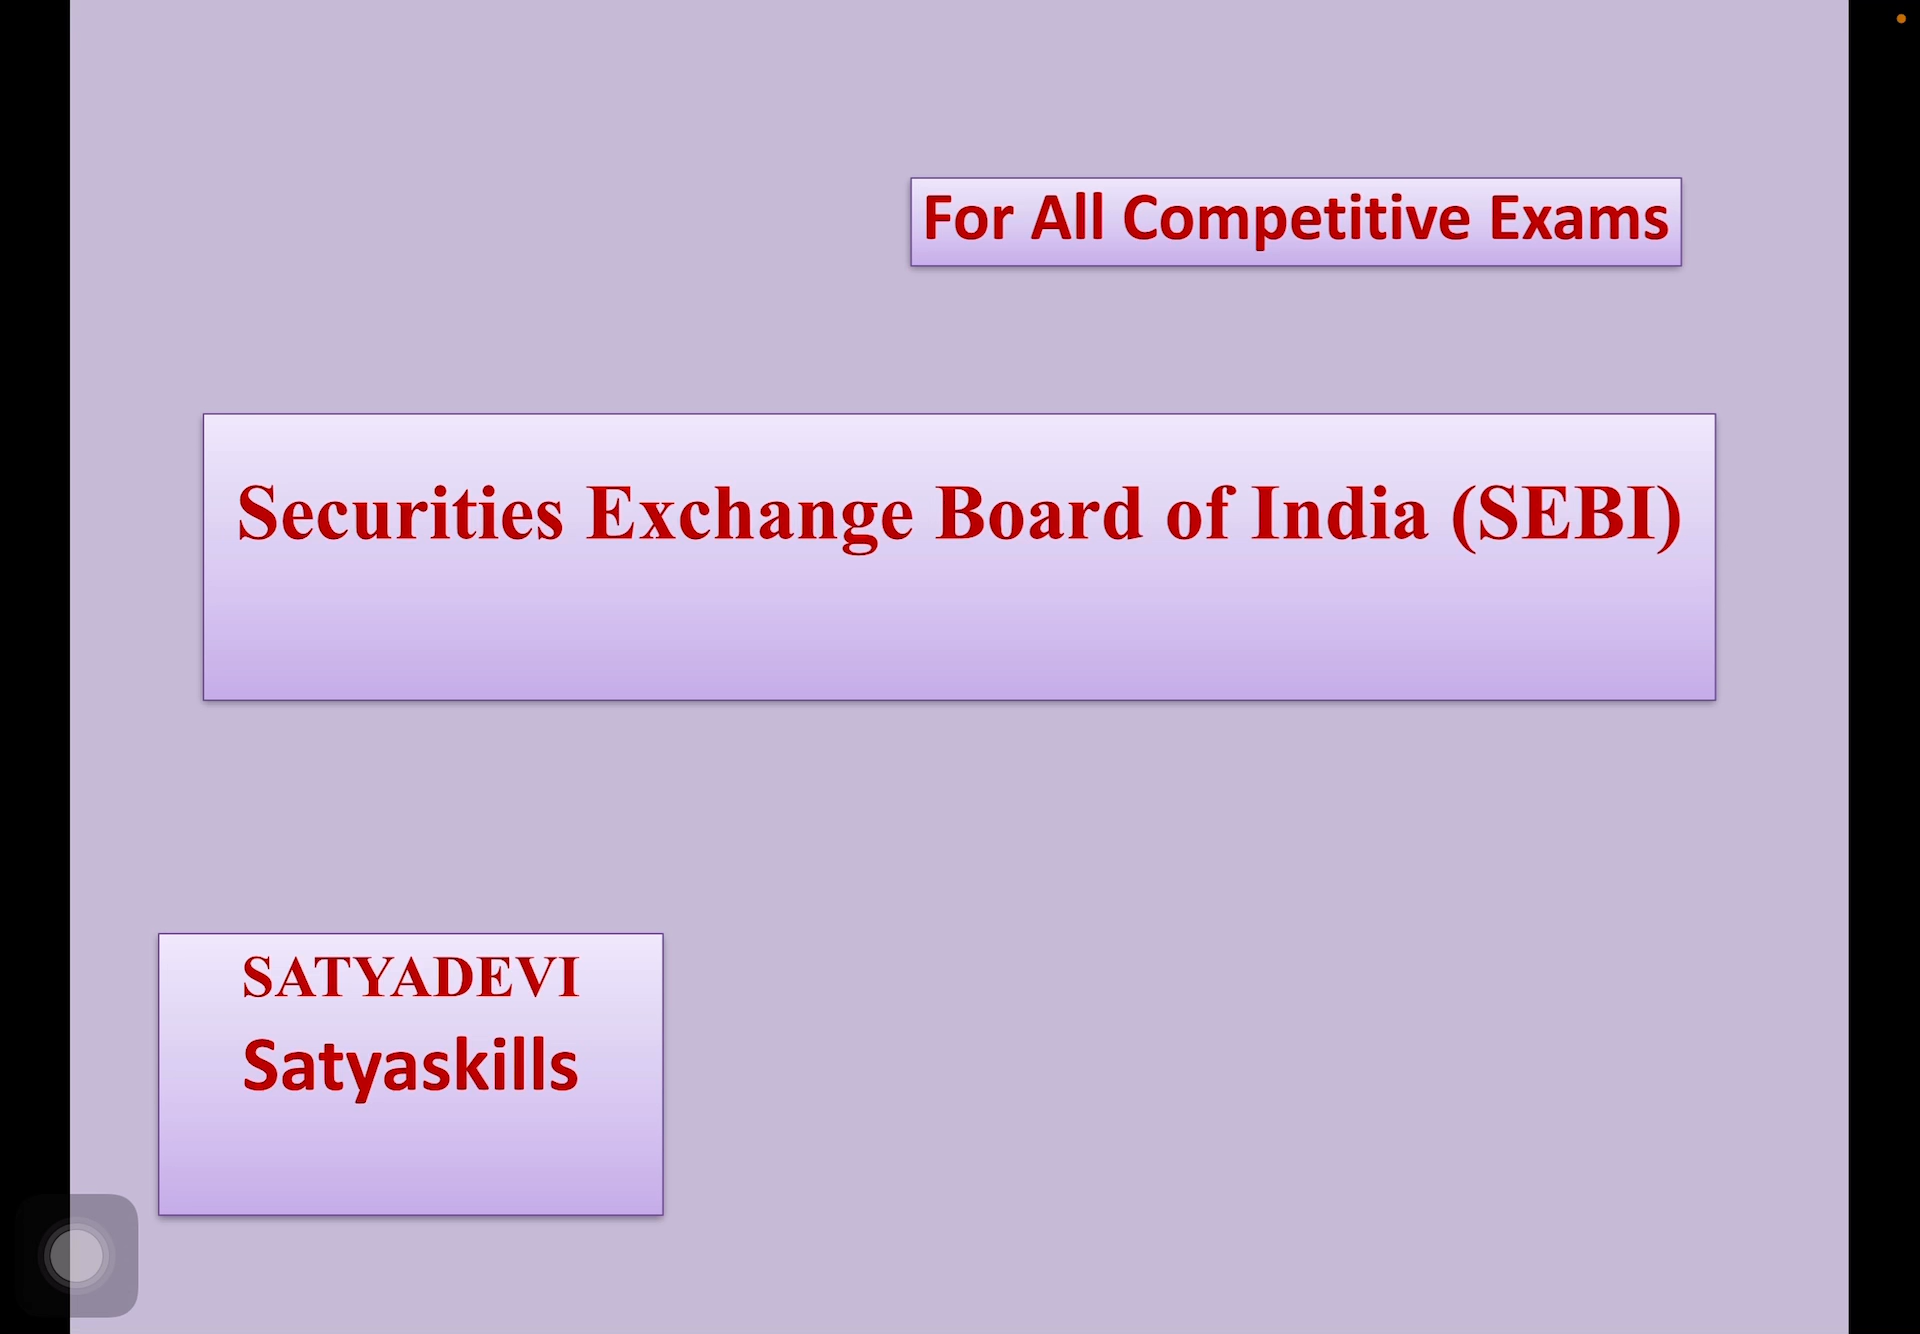 For All Competitive Exams
Securities Exchange Board of India (SEBI)
SATYADEVI
Satyaskills